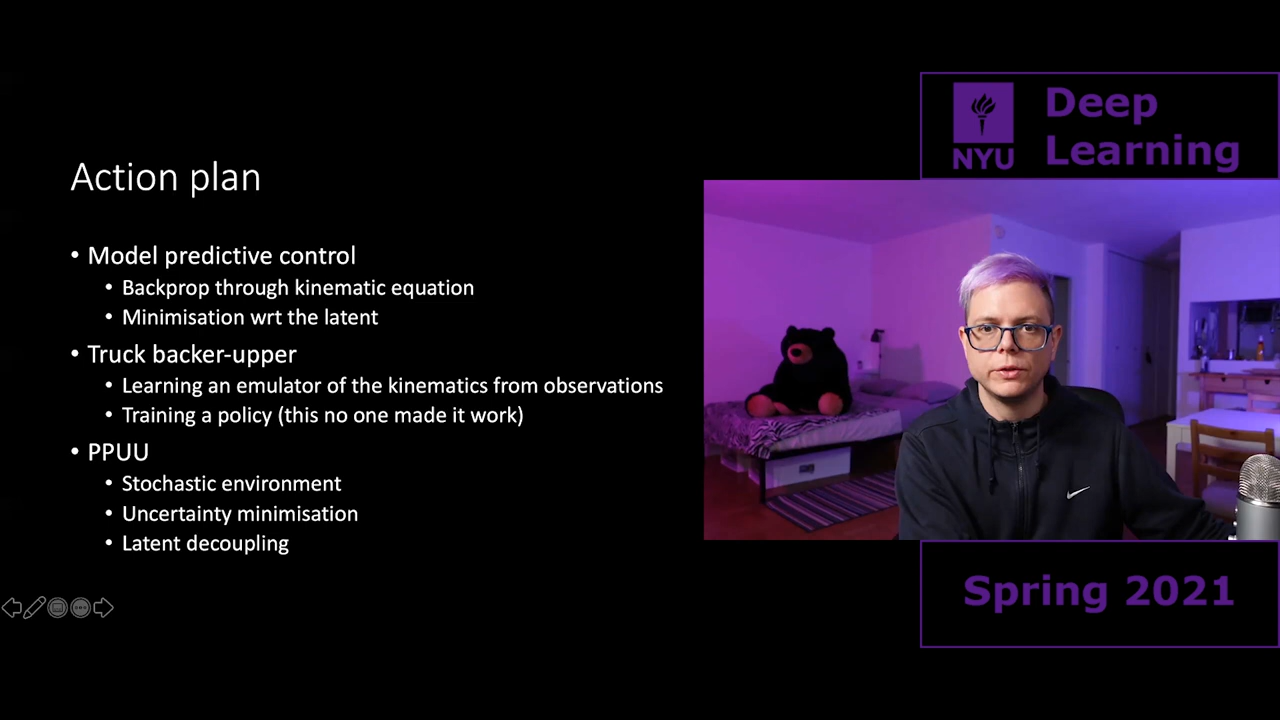 Action plan
• Model predictive control
• Backprop through kinematic equation
• Minimisation wrt the latent
• Truck backer-upper
• Learning an emulator of the kinematics from observations
• Training a policy (this no one made it work)
• PPUU
• Stochastic environment
• Uncertainty minimisation
• Latent decoupling
NYU
Deep
Learning
Spring 2021